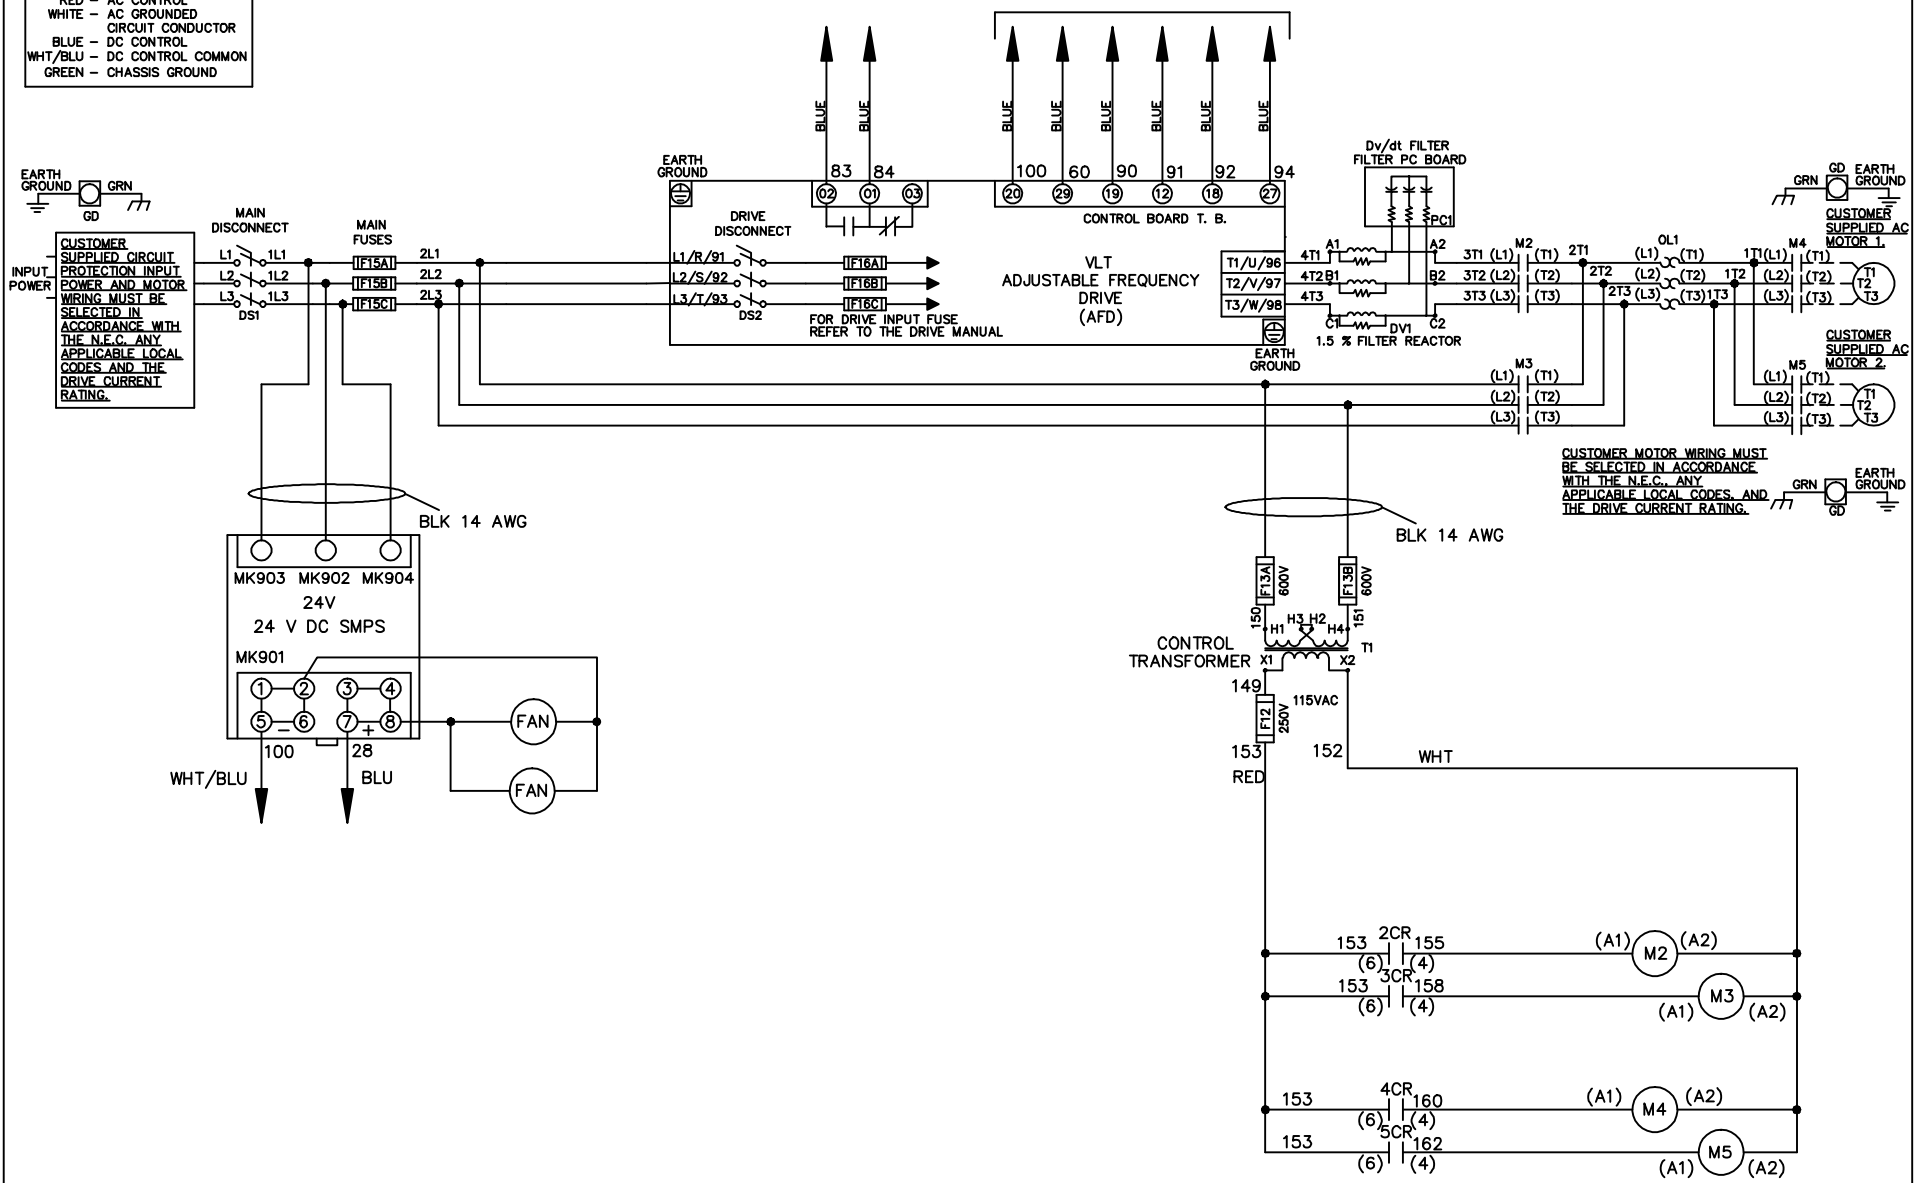 RED - AC CONTROL
WHITE - AC GROUNDED
CIRCUIT CONDUCTOR
BLUE - DC CONTROL
WHT/BLU - DC CONTROL COMMON
GREEN - CHASSIS GROUND
BLUE BLUE BLUE BLUE BLUE BLUE BLUE BLUE
EARTH
GROUND
GRN
GD
MAIN
DISCONNECT
L1 1L1
L2 1L2
L3 1L3
DS1
MAIN
FUSES
F15A
F15B
F15C
2L1
2L2
2L3
INPUT
POWER
CUSTOMER
SUPPLIED CIRCUIT
PROTECTION INPUT
POWER AND MOTOR
WIRING MUST BE
SELECTED IN
ACCORDANCE WITH
THE N.E.C. ANY
APPLICABLE LOCAL
CODES AND THE
DRIVE CURRENT
RATING.
EARTH
GROUND
83 84
02 01 03
100 60 90 91 92 94
20 29 19 12 18 27
CONTROL BOARD T. B.
DRIVE
DISCONNECT
L1/R/91
L2/S/92
L3/T/93
DS2
F16A
F16B
F16C
FOR DRIVE INPUT FUSE
REFER TO THE DRIVE MANUAL
VLT
ADJUSTABLE FREQUENCY
DRIVE
(AFD)
T1/U/96
T2/V/97
T3/W/98
EARTH
GROUND
4T1
4T2
4T3
Dv/dt FILTER
FILTER PC BOARD
PC1
A1 A2
B1 B2
C1 C2
DV1
1.5 % FILTER REACTOR
M2
3T1 (L1) (T1) 2T1
3T2 (L2) (T2) 2T2
3T3 (L3) (T3) 2T3
OL1
(L1) (T1) 1T1
(L2) (T2) 1T2
(L3) (T3) 1T3
M4
(L1) (T1)
(L2) (T2)
(L3) (T3)
T1
T2
T3
GRN
GD
EARTH
GROUND
CUSTOMER
SUPPLIED AC
MOTOR 1.
M3
(L1) (T1)
(L2) (T2)
(L3) (T3)
CUSTOMER
SUPPLIED AC
MOTOR 2.
M5
(L1) (T1)
(L2) (T2)
(L3) (T3)
T1
T2
T3
CUSTOMER MOTOR WIRING MUST
BE SELECTED IN ACCORDANCE
WITH THE N.E.C., ANY
APPLICABLE LOCAL CODES, AND
THE DRIVE CURRENT RATING.
GRN
GD
EARTH
GROUND
BLK 14 AWG
MK903 MK902 MK904
24V
24 V DC SMPS
MK901
1 2 3 4
5 6 7 8
- +
100
28
WHT/BLU
BLU
FAN
FAN
BLK 14 AWG
F13A
600V
F13B
600V
150
151
H1 H3 H2 H4
T1
CONTROL
TRANSFORMER
X1 X2
149
F12
250V
115VAC
153
RED
152
WHT
2CR
153 155
(6) (4)
(A1) M2 (A2)
3CR
153 158
(6) (4)
(A1) M3 (A2)
4CR
153 160
(6) (4)
(A1) M4 (A2)
5CR
153 162
(6) (4)
(A1) M5 (A2)